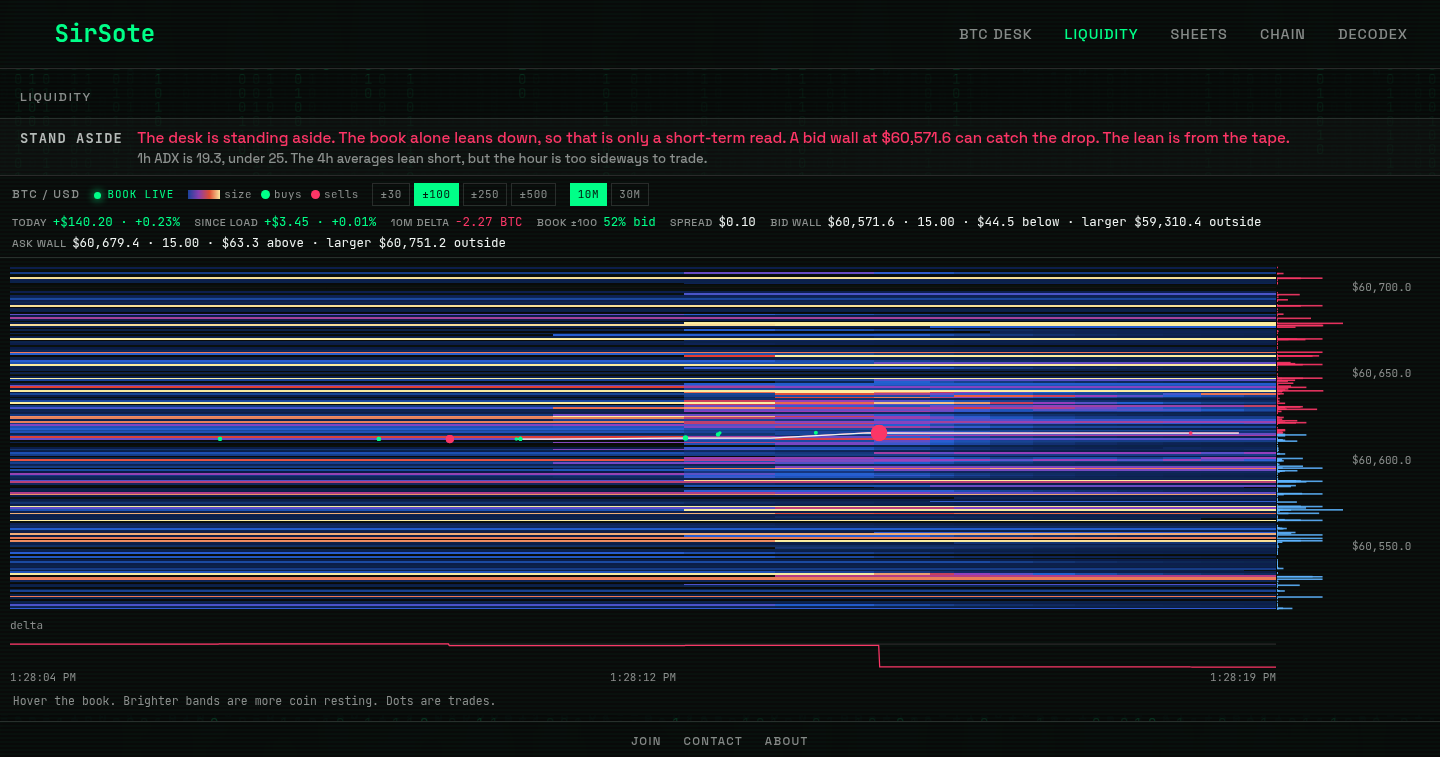 SirSote
BTC DESK LIQUIDITY SHEETS CHAIN DECODEX
LIQUIDITY
STAND ASIDE The desk is standing aside. The book alone leans down, so that is only a short-term read. A bid wall at $60,571.6 can catch the drop. The lean is from the tape.
1h ADX is 19.3, under 25. The 4h averages lean short, but the hour is too sideways to trade.
BTC / USD BOOK LIVE size buys sells ±30 ±100 ±250 ±500 10M 30M
TODAY +$140.20 · +0.23% SINCE LOAD +$3.45 · +0.01% 10M DELTA -2.27 BTC BOOK ±100 52% bid SPREAD $0.10 BID WALL $60,571.6 · 15.00 · $44.5 below · larger $59,310.4 outside
ASK WALL $60,679.4 · 15.00 · $63.3 above · larger $60,751.2 outside
$60,700.0
$60,650.0
$60,600.0
$60,550.0
delta
1:28:04 PM 1:28:12 PM 1:28:19 PM
Hover the book. Brighter bands are more coin resting. Dots are trades.
JOIN CONTACT ABOUT